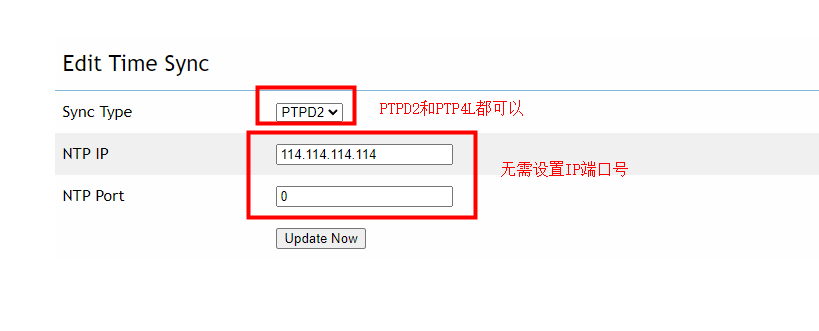 Edit Time Sync
Sync Type PTPD2 PTPD2和PTP4L都可以
NTP IP 114.114.114.114
无需设置IP端口号
NTP Port 0
Update Now